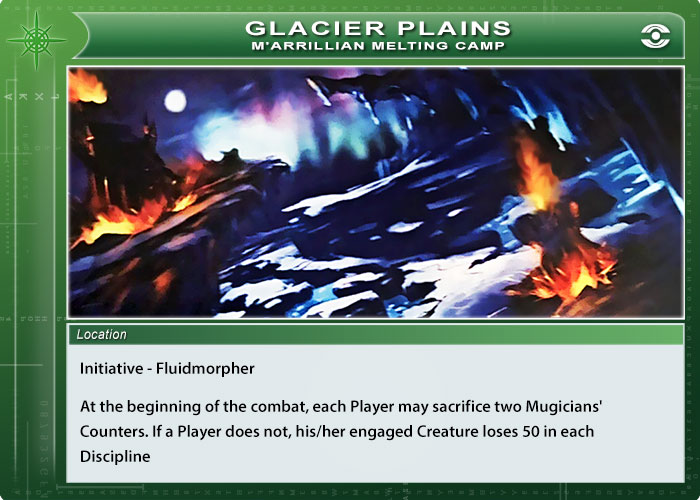 GLACIER PLAINS
M'ARRILLIAN MELTING CAMP
Location
Initiative - Fluidmorpher
At the beginning of the combat, each Player may sacrifice two Mugicians'
Counters. If a Player does not, his/her engaged Creature loses 50 in each
Discipline